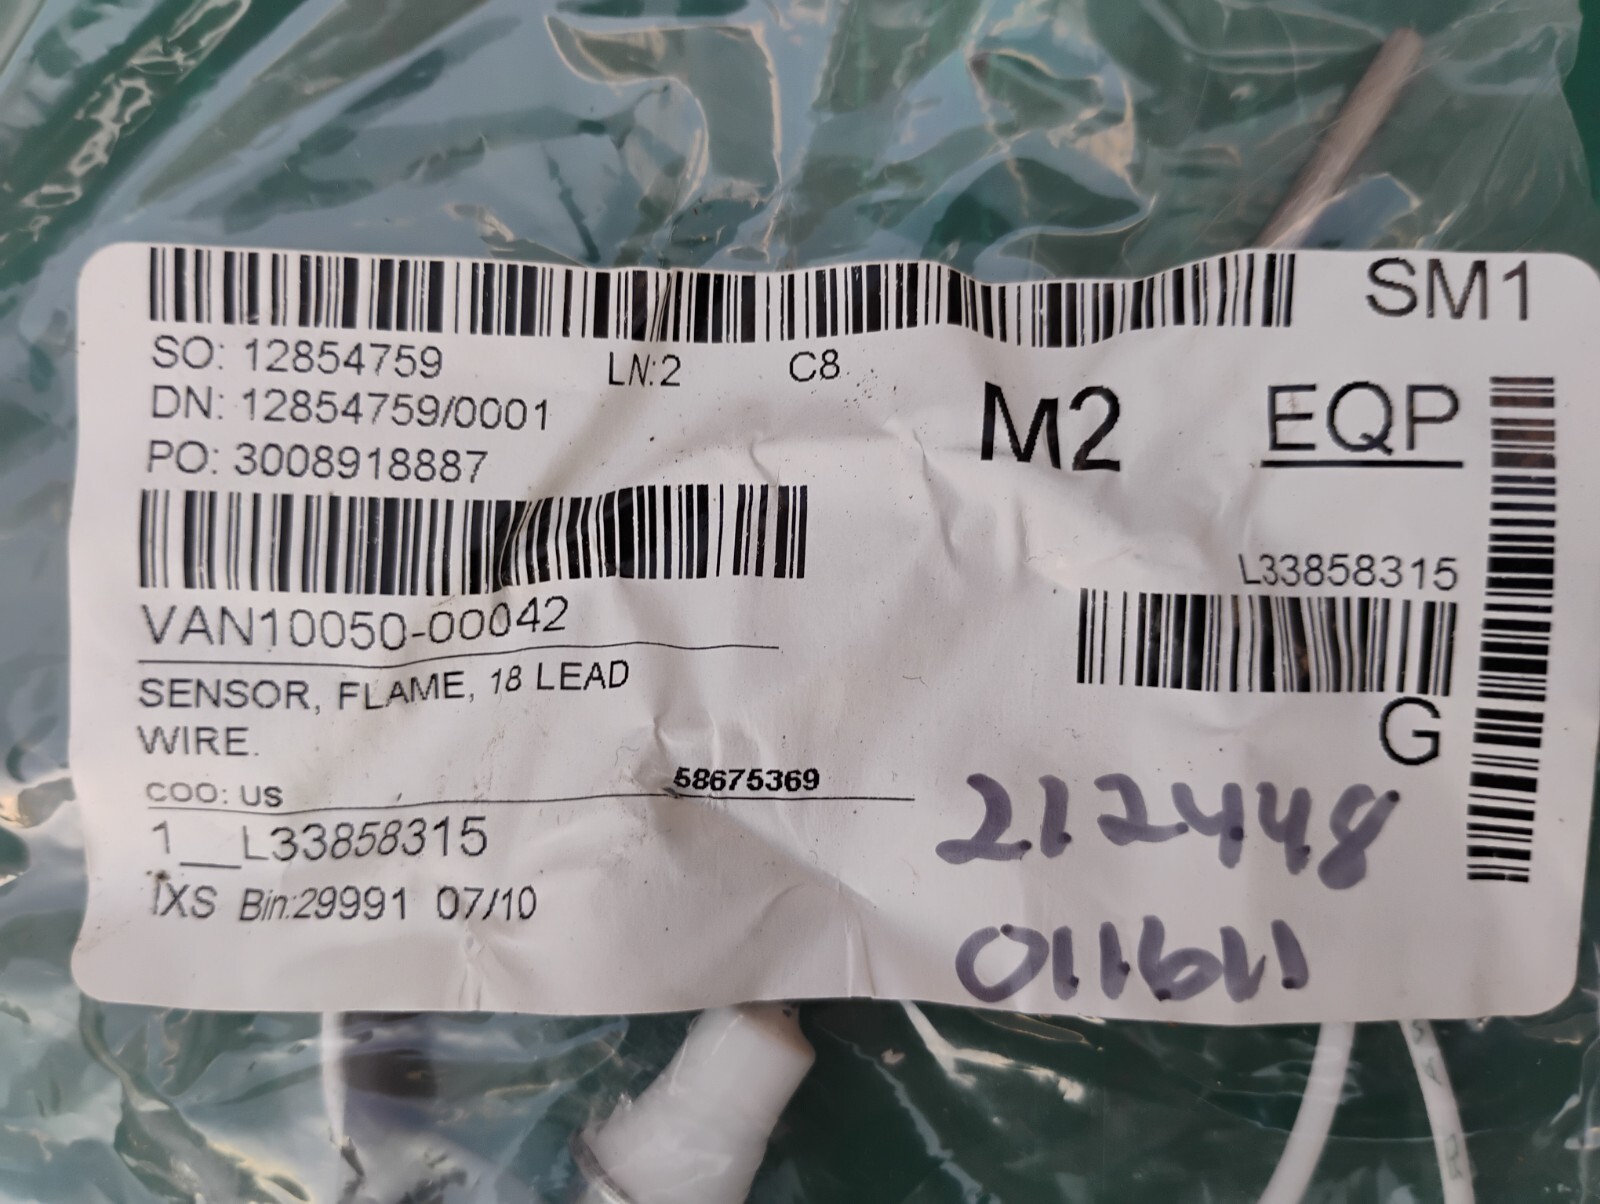 SM1
SO: 12854759 LN:2 C8
DN: 12854759/0001
PO: 3008918887
M2 EQP
L33858315
VAN10050-00042
SENSOR, FLAME, 18 LEAD
WIRE.
G
COO: US 58675369
212448
1__L33858315
IXS Bin:29991 07/10